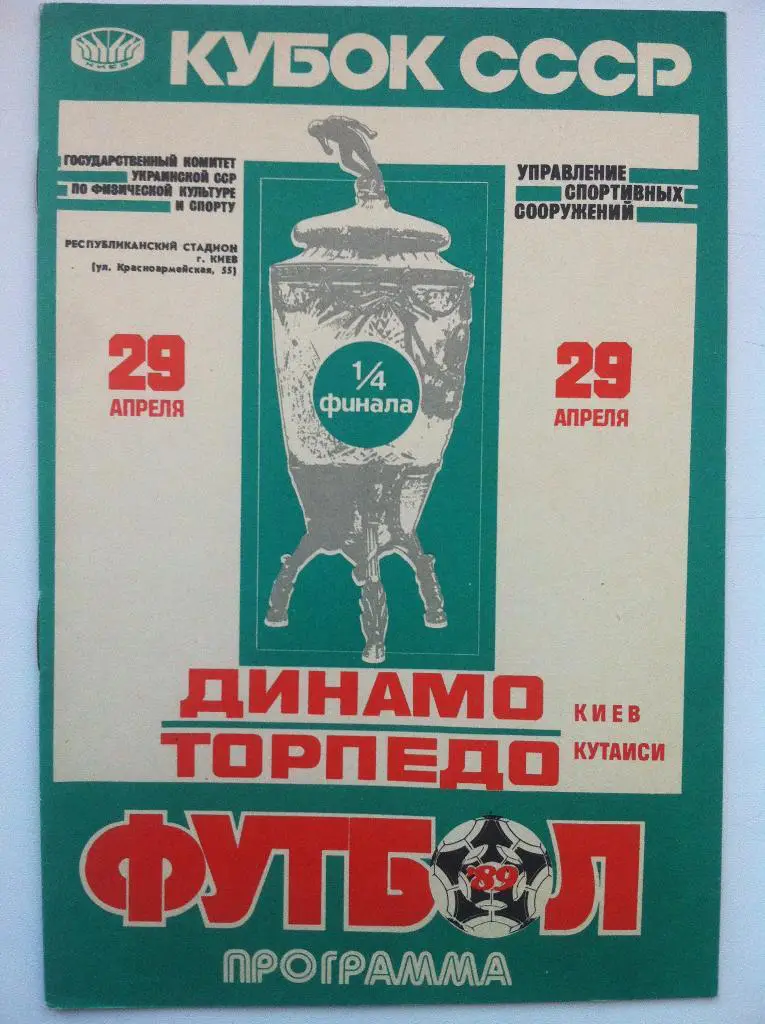 КИЕВ
КУБОК СССР
ГОСУДАРСТВЕННЫЙ КОМИТЕТ
УКРАИНСКОЙ ССР
ПО ФИЗИЧЕСКОЙ КУЛЬТУРЕ
И СПОРТУ
РЕСПУБЛИКАНСКИЙ СТАДИОН
г. КИЕВ
(ул. Красноармейская, 55)
УПРАВЛЕНИЕ
СПОРТИВНЫХ
СООРУЖЕНИЙ
29
АПРЕЛЯ
1/4
финала
29
АПРЕЛЯ
ДИНАМО КИЕВ
ТОРПЕДО КУТАИСИ
ФУТБОЛ
'89
ПРОГРАММА